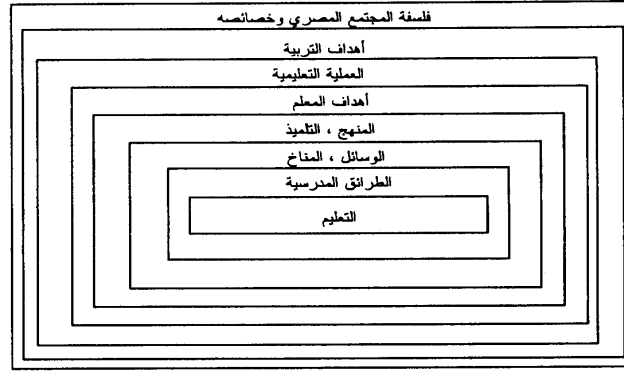 فلسفة المجتمع المصري وخصائصه
أهداف التربية
العملية التعليمية
أهداف المعلم
المنهج ، التلميذ
الوسائل ، المناخ
الطرائق المدرسية
التعليم